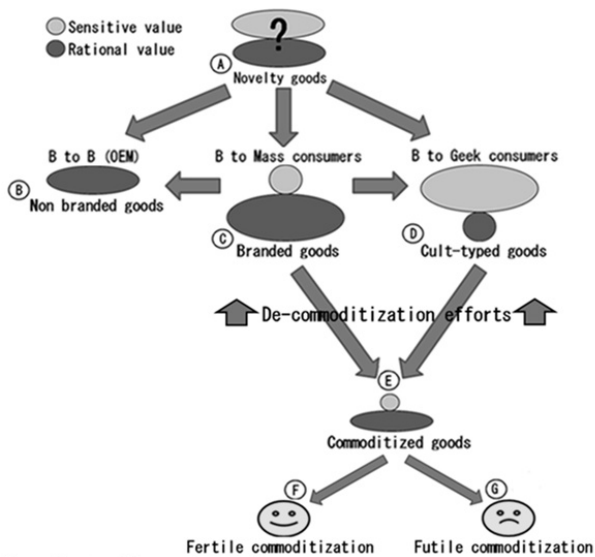 Sensitive value
Rational value
?
A
Novelty goods
B to B (OEM)
B to Mass consumers
B to Geek consumers
B
Non branded goods
C
Branded goods
D
Cult-typed goods
De-commoditization efforts
E
Commoditized goods
F
G
Fertile commoditization
Futile commoditization